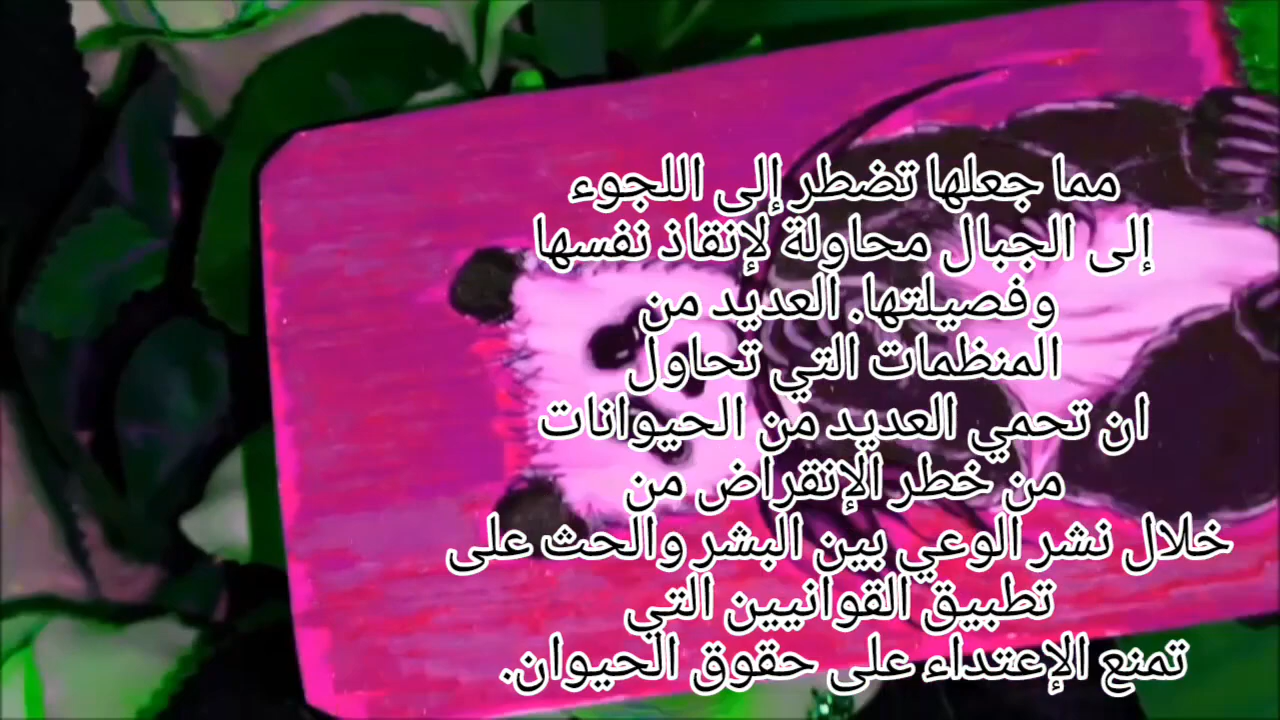 مما جعلها تضطر إلى اللجوء
إلى الجبال محاولة لإنقاذ نفسها
وفصيلتها. العديد من
المنظمات التي تحاول
ان تحمي العديد من الحيوانات
من خطر الإنقراض من
خلال نشر الوعي بين البشر والحث على
تطبيق القوانيين التي
تمنع الإعتداء على حقوق الحيوان.